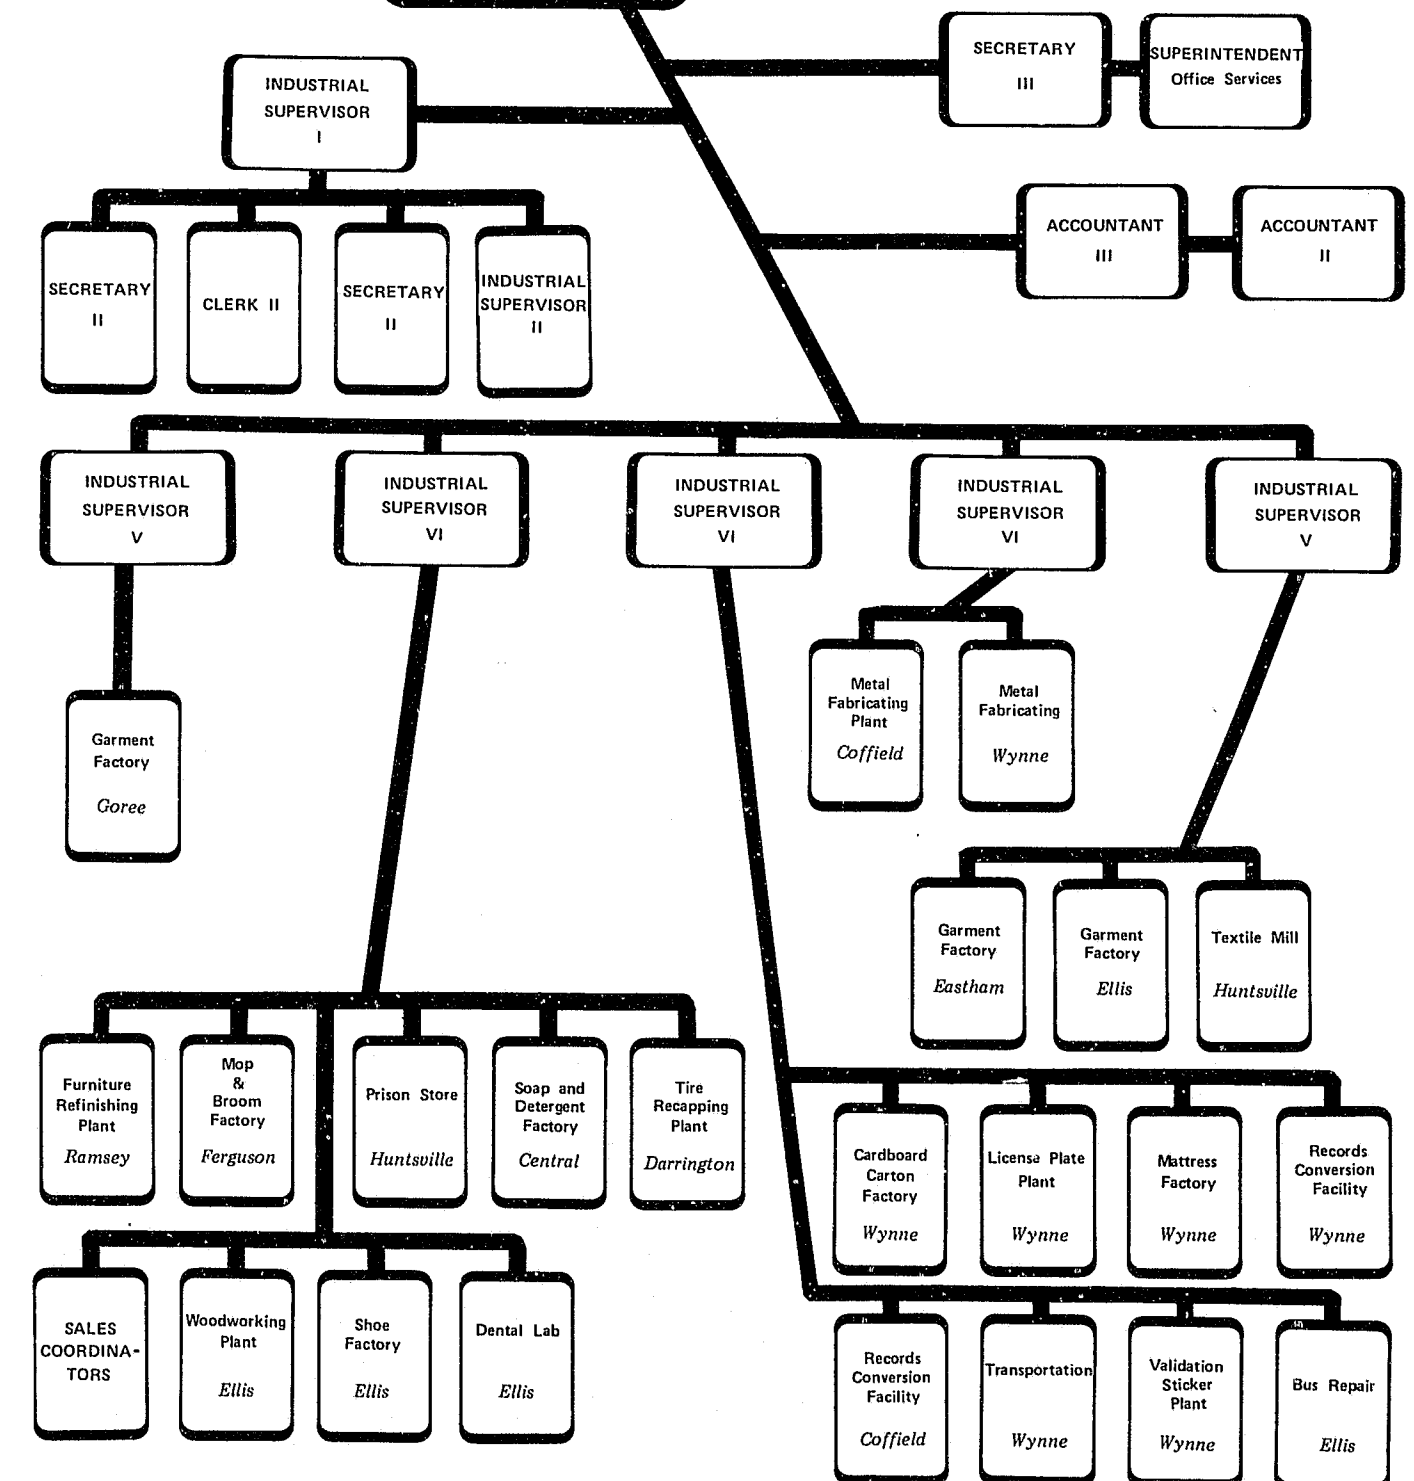 SECRETARY
III
SUPERINTENDENT
Office Services
INDUSTRIAL
SUPERVISOR
I
ACCOUNTANT
III
ACCOUNTANT
II
SECRETARY
II
CLERK II
SECRETARY
II
INDUSTRIAL
SUPERVISOR
II
INDUSTRIAL
SUPERVISOR
V
INDUSTRIAL
SUPERVISOR
VI
INDUSTRIAL
SUPERVISOR
VI
INDUSTRIAL
SUPERVISOR
VI
INDUSTRIAL
SUPERVISOR
V
Garment
Factory
Goree
Metal
Fabricating
Plant
Coffield
Metal
Fabricating
Wynne
Garment
Factory
Eastham
Garment
Factory
Ellis
Textile Mill
Huntsville
Furniture
Refinishing
Plant
Ramsey
Mop
&
Broom
Factory
Ferguson
Prison Store
Huntsville
Soap and
Detergent
Factory
Central
Tire
Recapping
Plant
Darrington
Cardboard
Carton
Factory
Wynne
License Plate
Plant
Wynne
Mattress
Factory
Wynne
Records
Conversion
Facility
Wynne
SALES
COORDINA-
TORS
Woodworking
Plant
Ellis
Shoe
Factory
Ellis
Dental Lab
Ellis
Records
Conversion
Facility
Coffield
Transportation
Wynne
Validation
Sticker
Plant
Wynne
Bus Repair
Ellis